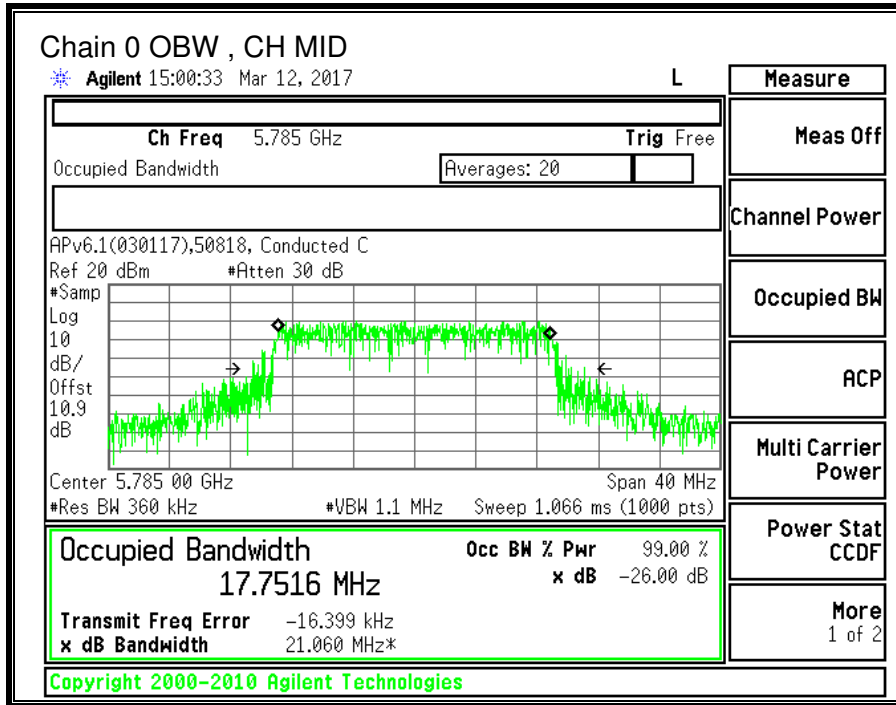 Chain 0 OBW , CH MID
Agilent 15:00:33 Mar 12, 2017 L
Measure
Ch Freq 5.785 GHz Trig Free
Meas Off
Occupied Bandwidth Averages: 20
Channel Power
APv6.1(030117),50818, Conducted C
Ref 20 dBm #Atten 30 dB
#Samp
Log
10
dB/
Offst
10.9
dB
Occupied BW
ACP
Center 5.785 00 GHz Span 40 MHz
#Res BW 360 kHz #VBW 1.1 MHz Sweep 1.066 ms (1000 pts)
Multi Carrier
Power
Occupied Bandwidth Occ BW % Pwr 99.00 %
17.7516 MHz x dB -26.00 dB
Transmit Freq Error -16.399 kHz
x dB Bandwidth 21.060 MHz*
Power Stat
CCDF
More
1 of 2
Copyright 2000-2010 Agilent Technologies